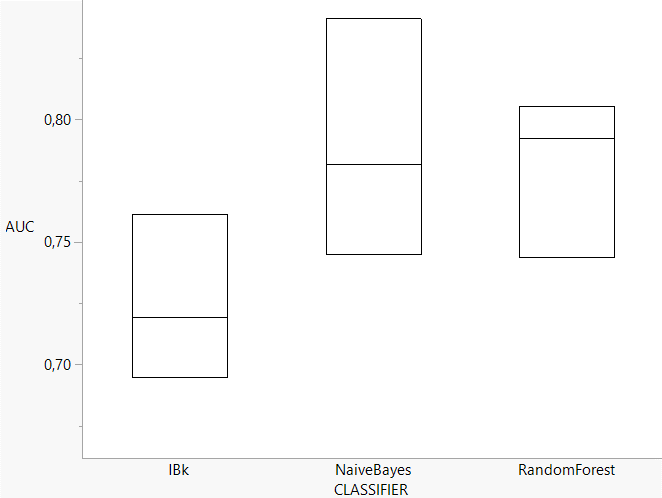 0,80
AUC
0,75
0,70
IBk
NaiveBayes
RandomForest
CLASSIFIER